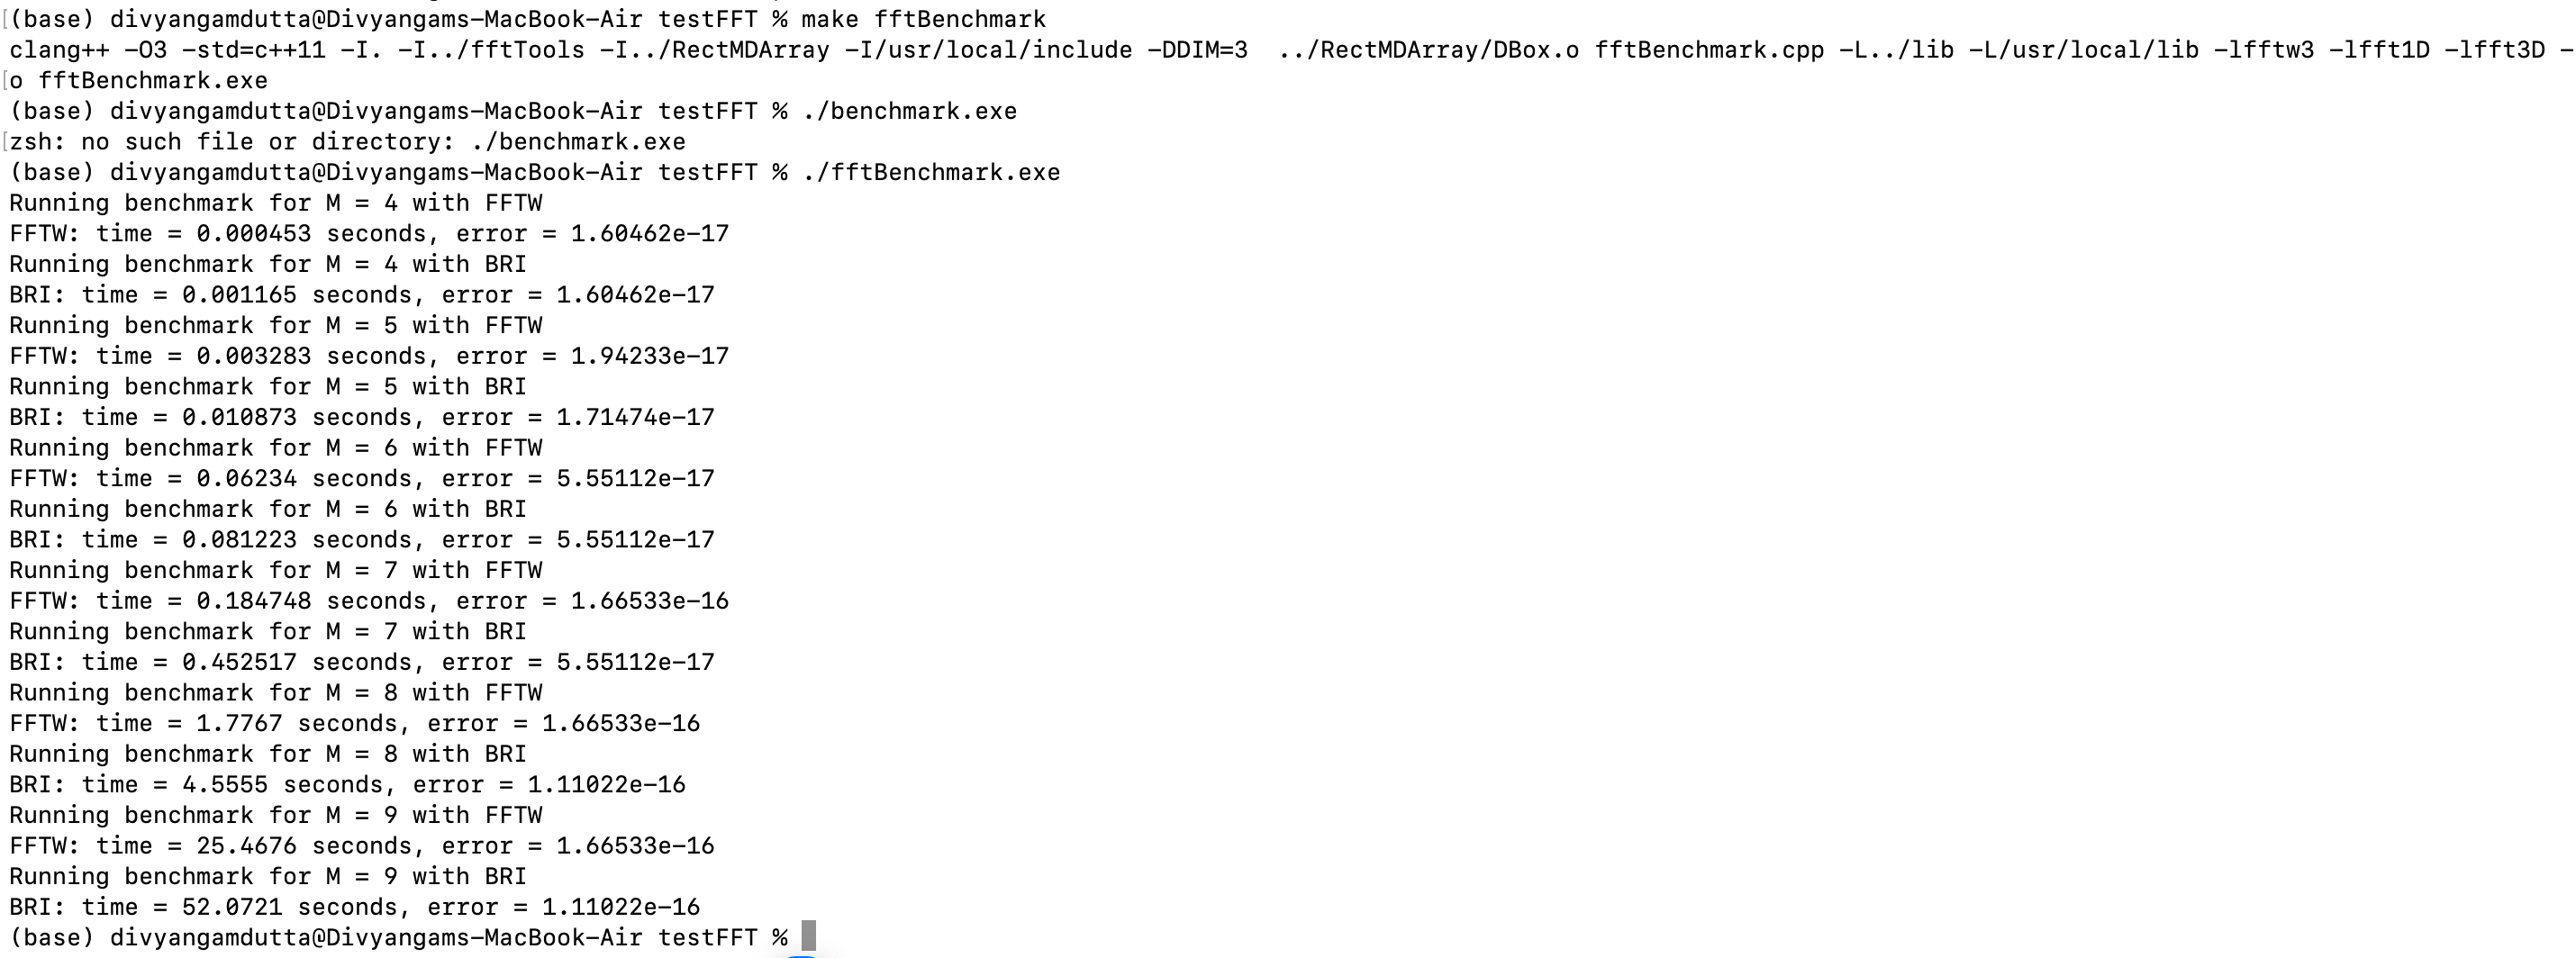 (base) divyangamdutta@Divyangams-MacBook-Air testFFT % make fftBenchmark
clang++ -O3 -std=c++11 -I. -I../fftTools -I../RectMDArray -I/usr/local/include -DDIM=3  ../RectMDArray/DBox.o fftBenchmark.cpp -L../lib -L/usr/local/lib -lfftw3 -lfft1D -lfft3D -
o fftBenchmark.exe
(base) divyangamdutta@Divyangams-MacBook-Air testFFT % ./benchmark.exe
zsh: no such file or directory: ./benchmark.exe
(base) divyangamdutta@Divyangams-MacBook-Air testFFT % ./fftBenchmark.exe
Running benchmark for M = 4 with FFTW
FFTW: time = 0.000453 seconds, error = 1.60462e-17
Running benchmark for M = 4 with BRI
BRI: time = 0.001165 seconds, error = 1.60462e-17
Running benchmark for M = 5 with FFTW
FFTW: time = 0.003283 seconds, error = 1.94233e-17
Running benchmark for M = 5 with BRI
BRI: time = 0.010873 seconds, error = 1.71474e-17
Running benchmark for M = 6 with FFTW
FFTW: time = 0.06234 seconds, error = 5.55112e-17
Running benchmark for M = 6 with BRI
BRI: time = 0.081223 seconds, error = 5.55112e-17
Running benchmark for M = 7 with FFTW
FFTW: time = 0.184748 seconds, error = 1.66533e-16
Running benchmark for M = 7 with BRI
BRI: time = 0.452517 seconds, error = 5.55112e-17
Running benchmark for M = 8 with FFTW
FFTW: time = 1.7767 seconds, error = 1.66533e-16
Running benchmark for M = 8 with BRI
BRI: time = 4.5555 seconds, error = 1.11022e-16
Running benchmark for M = 9 with FFTW
FFTW: time = 25.4676 seconds, error = 1.66533e-16
Running benchmark for M = 9 with BRI
BRI: time = 52.0721 seconds, error = 1.11022e-16
(base) divyangamdutta@Divyangams-MacBook-Air testFFT %